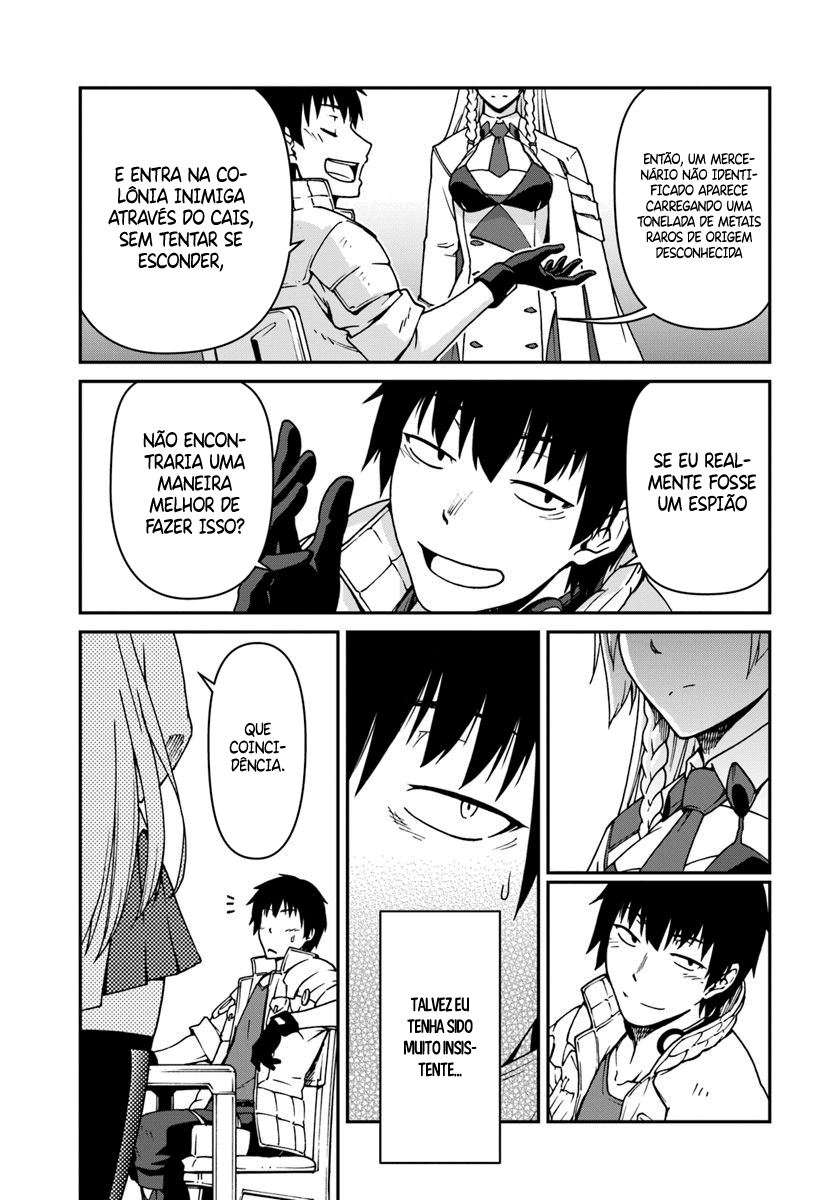 ENTÃO, UM MERCE-
NÁRIO NÃO IDENTI-
FICADO APARECE
CARREGANDO UMA
TONELADA DE METAIS
RAROS DE ORIGEM
DESCONHECIDA
E ENTRA NA CO-
LÔNIA INIMIGA
ATRAVÉS DO CAIS,
SEM TENTAR SE
ESCONDER,
SE EU REAL-
MENTE FOSSE
UM ESPIÃO
NÃO ENCON-
TRARIA UMA
MANEIRA
MELHOR DE
FAZER ISSO?
TALVEZ EU
TENHA SIDO
MUITO INSIS-
TENTE...
QUE
COINCI-
DÊNCIA.